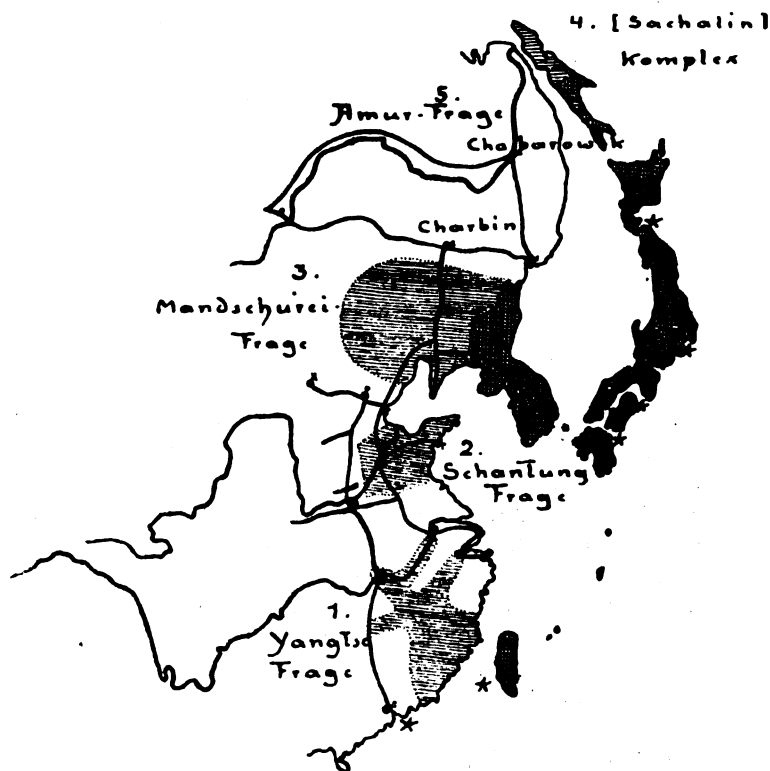 4. [Sachalin]
Komplex
5.
Amur-Frage
Chabarowsk
Charbin
3.
Mandschurei-
Frage
2.
Schantung
Frage
1.
Yangtse
Frage